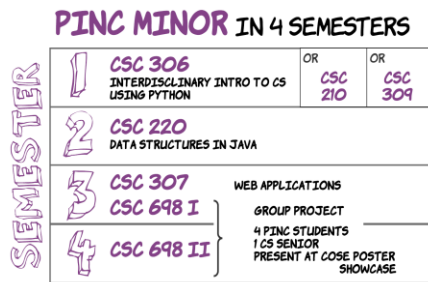 PINC MINOR IN 4 SEMESTERS
SEMESTER
1
CSC 306
INTERDISCLINARY INTRO TO CS
USING PYTHON
OR
CSC
210
OR
CSC
309
2
CSC 220
DATA STRUCTURES IN JAVA
3
CSC 307 WEB APPLICATIONS
CSC 698 I
GROUP PROJECT
4
CSC 698 II
4 PINC STUDENTS
1 CS SENIOR
PRESENT AT COSE POSTER
SHOWCASE